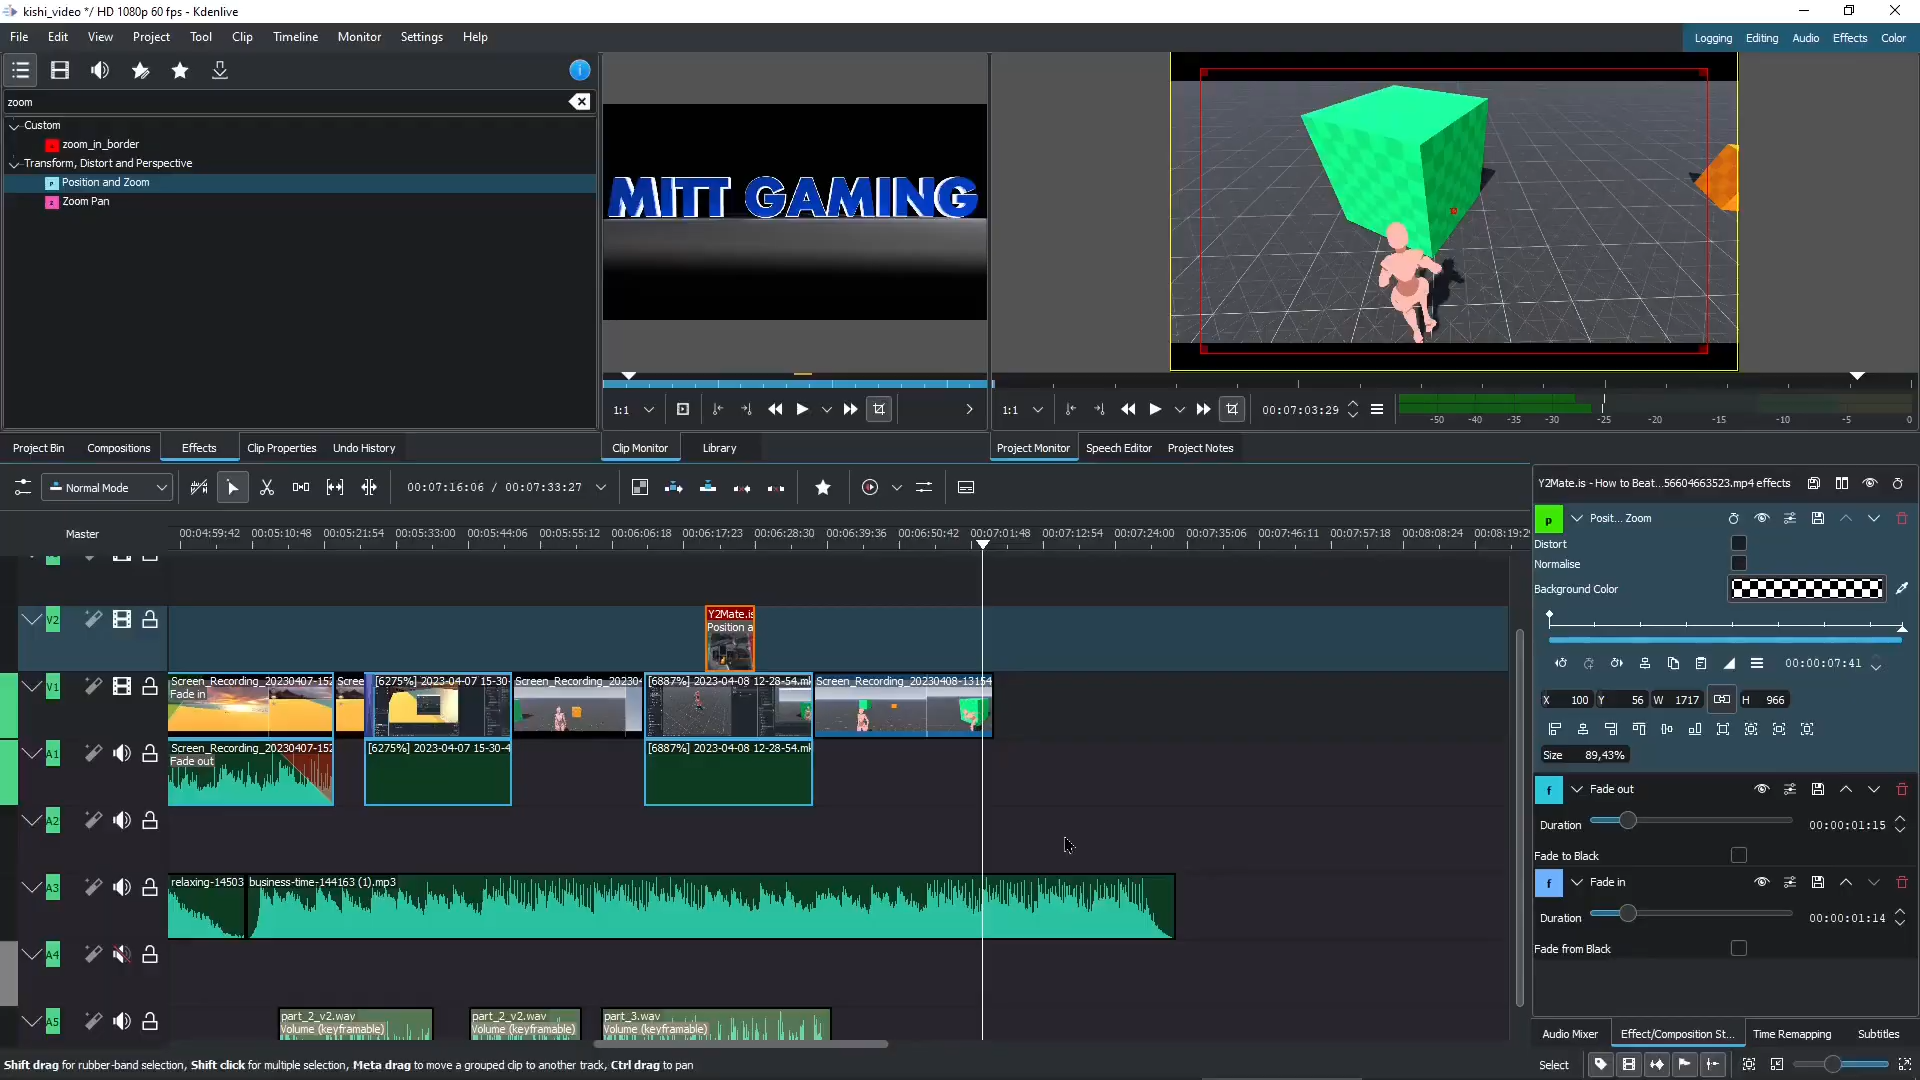 kishi_video */ HD 1080p 60 fps - Kdenlive
File Edit View Project Tool Clip Timeline Monitor Settings Help
Logging Editing Audio Effects Color
zoom
Custom
zoom_in_border
Transform, Distort and Perspective
Position and Zoom
Zoom Pan
MITT GAMING
1:1
1:1
00:07:03:29
-50 -40 -35 -30 -25 -20 -15 -10 -5 0
Project Bin Compositions Effects Clip Properties Undo History
Clip Monitor Library
Project Monitor Speech Editor Project Notes
Normal Mode
00:07:16:06 / 00:07:33:27
Y2Mate.is - How to Beat...56604663523.mp4 effects
p Posit... Zoom
Distort
Normalise
Background Color
00:00:07:41
X 100 Y 56 W 1717 H 966
Size 89,43%
f Fade out
Duration 00:00:01:15
Fade to Black
f Fade in
Duration 00:00:01:14
Fade from Black
Master
00:04:59:42 00:05:10:48 00:05:21:54 00:05:33:00 00:05:44:06 00:05:55:12 00:06:06:18 00:06:17:23 00:06:28:30 00:06:39:36 00:06:50:42 00:07:01:48 00:07:12:54 00:07:24:00 00:07:35:06 00:07:46:11 00:07:57:18 00:08:08:24 00:08:19:2
V2
Y2Mate.is
Position a
V1
Screen_Recording_20230407-152
Fade in
Scree
[6275%] 2023-04-07 15-30-
Screen_Recording_20230
[6887%] 2023-04-08 12-28-54.mk
Screen_Recording_20230408-13154
A1
Screen_Recording_20230407-152
Fade out
[6275%] 2023-04-07 15-30-4
[6887%] 2023-04-08 12-28-54.mk
A2
A3
relaxing-14503
business-time-144163 (1).mp3
A4
A5
part_2_v2.wav
Volume (keyframable)
part_2_v2.wav
Volume (keyframable)
part_3.wav
Volume (keyframable)
Audio Mixer Effect/Composition St... Time Remapping Subtitles
Shift drag for rubber-band selection, Shift click for multiple selection, Meta drag to move a grouped clip to another track, Ctrl drag to pan
Select